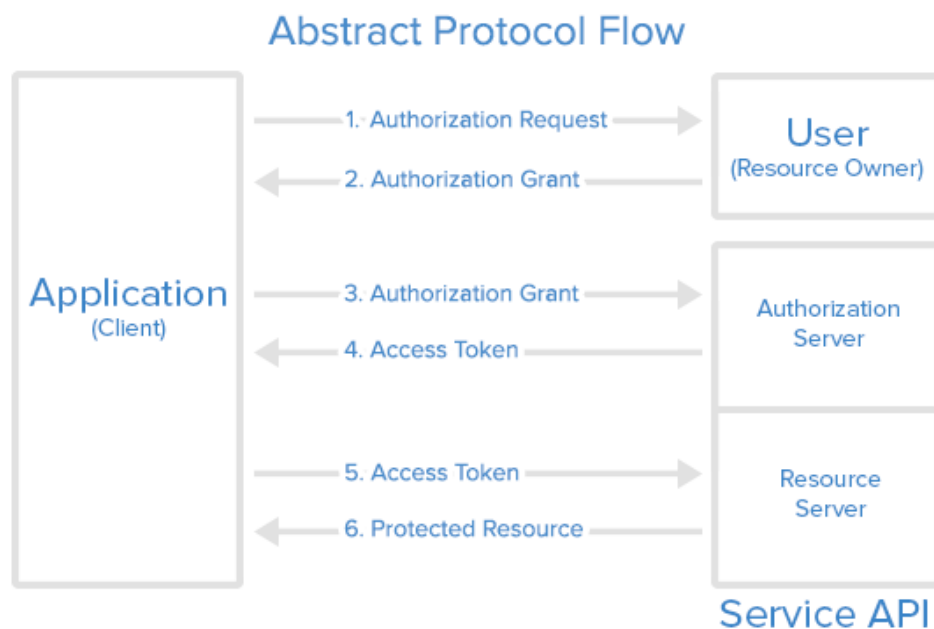 Abstract Protocol Flow
1. Authorization Request
User
(Resource Owner)
2. Authorization Grant
Application
(Client)
3. Authorization Grant
Authorization
Server
4. Access Token
5. Access Token
Resource
Server
6. Protected Resource
Service API